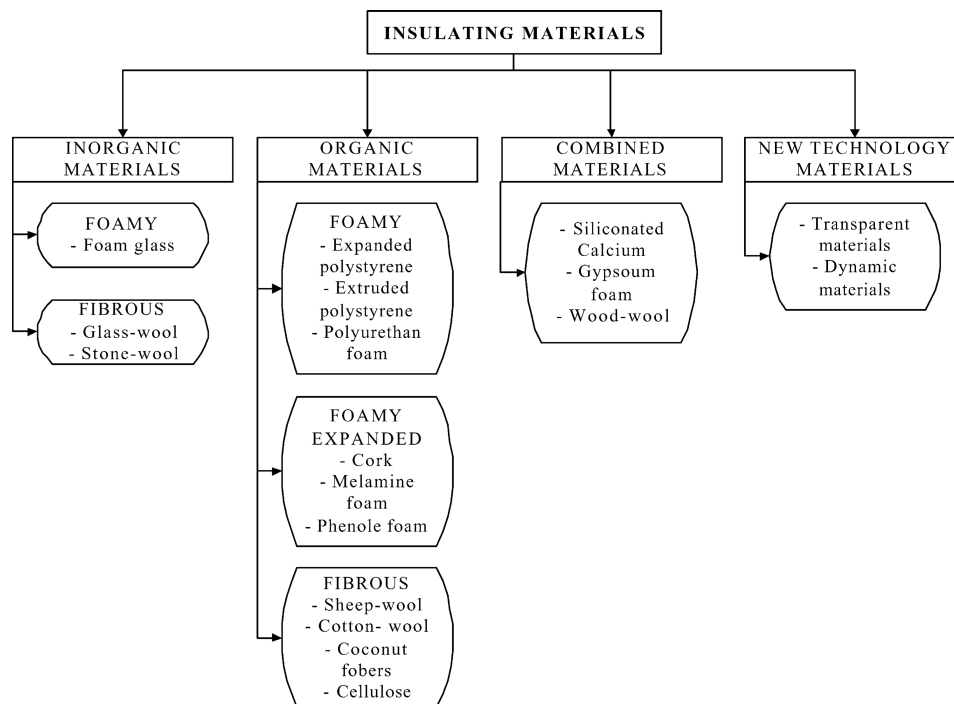 INSULATING MATERIALS
INORGANIC
MATERIALS
FOAMY
- Foam glass
FIBROUS
- Glass-wool
- Stone-wool
ORGANIC
MATERIALS
FOAMY
- Expanded
polystyrene
- Extruded
polystyrene
- Polyurethan
foam
FOAMY
EXPANDED
- Cork
- Melamine
foam
- Phenole foam
FIBROUS
- Sheep-wool
- Cotton- wool
- Coconut
fobers
- Cellulose
COMBINED
MATERIALS
- Siliconated
Calcium
- Gypsoum
foam
- Wood-wool
NEW TECHNOLOGY
MATERIALS
- Transparent
materials
- Dynamic
materials